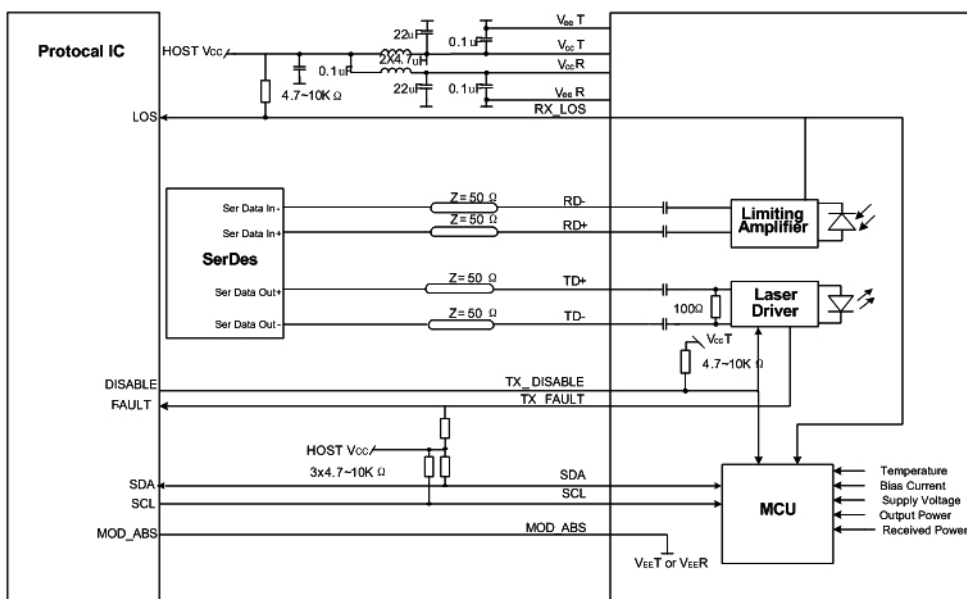 Protocal IC
HOST Vcc
22uF
0.1uF
VeeT
VccT
2X4.7uF
0.1uF
VccR
4.7~10K Ω
22uF
0.1uF
VeeR
LOS
RX_LOS
Z=50 Ω
RD-
Ser Data In-
Z=50 Ω
RD+
Ser Data In+
Limiting
Amplifier
SerDes
Z=50 Ω
TD+
Ser Data Out+
100Ω
Laser
Driver
Z=50 Ω
TD-
Ser Data Out-
VccT
4.7~10K Ω
DISABLE
TX_DISABLE
FAULT
TX_FAULT
HOST Vcc
3x4.7~10K Ω
SDA
SDA
SCL
SCL
MCU
Temperature
Bias Current
Supply Voltage
Output Power
Received Power
MOD_ABS
MOD_ABS
VEET or VEER